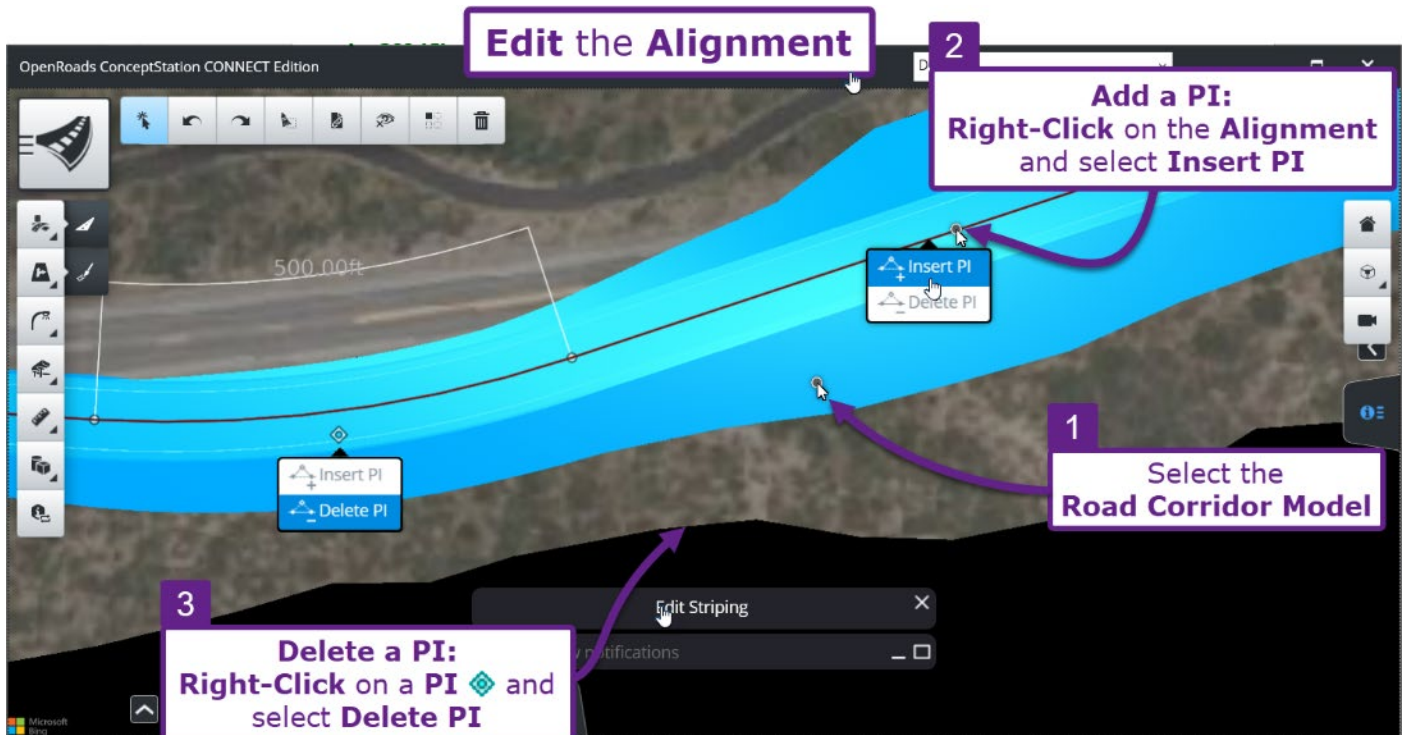 Edit the Alignment
OpenRoads ConceptStation CONNECT Edition
2
Add a PI:
Right-Click on the Alignment
and select Insert PI
500.00ft
Insert PI
Delete PI
Insert PI
Delete PI
1
Select the
Road Corridor Model
3
Delete a PI:
Right-Click on a PI and
select Delete PI
Edit Striping
notifications
Microsoft
Bing